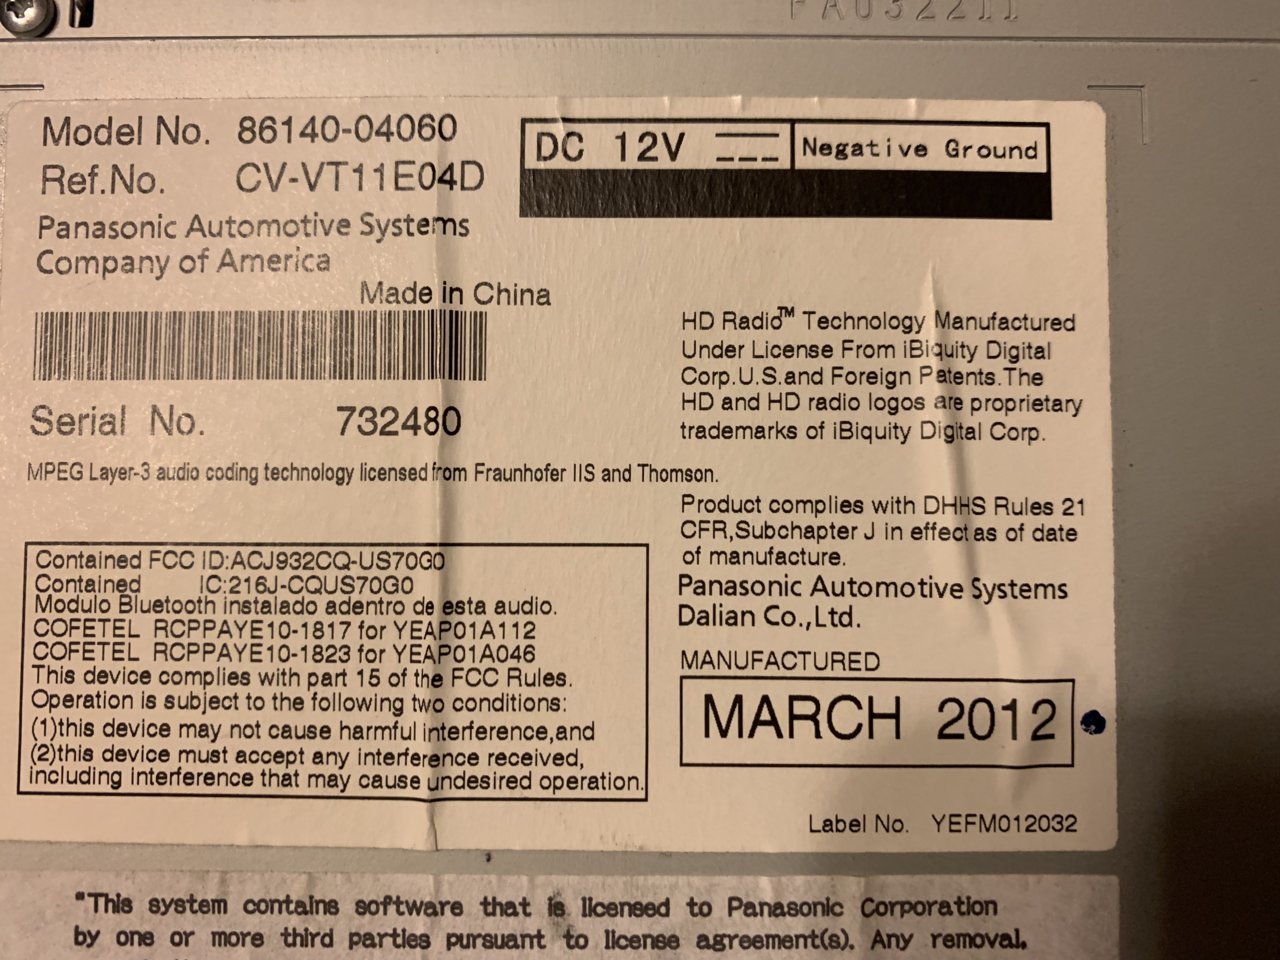 FA032211
Model No. 86140-04060
Ref.No. CV-VT11E04D
DC 12V
Negative Ground
Panasonic Automotive Systems
Company of America
Made in China
Serial No. 732480
MPEG Layer-3 audio coding technology licensed from Fraunhofer IIS and Thomson.
HD Radio™ Technology Manufactured
Under License From iBiquity Digital
Corp.U.S.and Foreign Patents.The
HD and HD radio logos are proprietary
trademarks of iBiquity Digital Corp.
Product complies with DHHS Rules 21
CFR,Subchapter J in effect as of date
of manufacture.
Panasonic Automotive Systems
Dalian Co.,Ltd.
MANUFACTURED
MARCH 2012
Label No. YEFM012032
Contained FCC ID:ACJ932CQ-US70G0
Contained IC:216J-CQUS70G0
Modulo Bluetooth instalado adentro de esta audio.
COFETEL RCPPAYE10-1817 for YEAP01A112
COFETEL RCPPAYE10-1823 for YEAP01A046
This device complies with part 15 of the FCC Rules.
Operation is subject to the following two conditions:
(1)this device may not cause harmful interference,and
(2)this device must accept any interference received,
including interference that may cause undesired operation.
"This system contains software that is licensed to Panasonic Corporation
by one or more third parties pursuant to license agreement(s). Any removal,